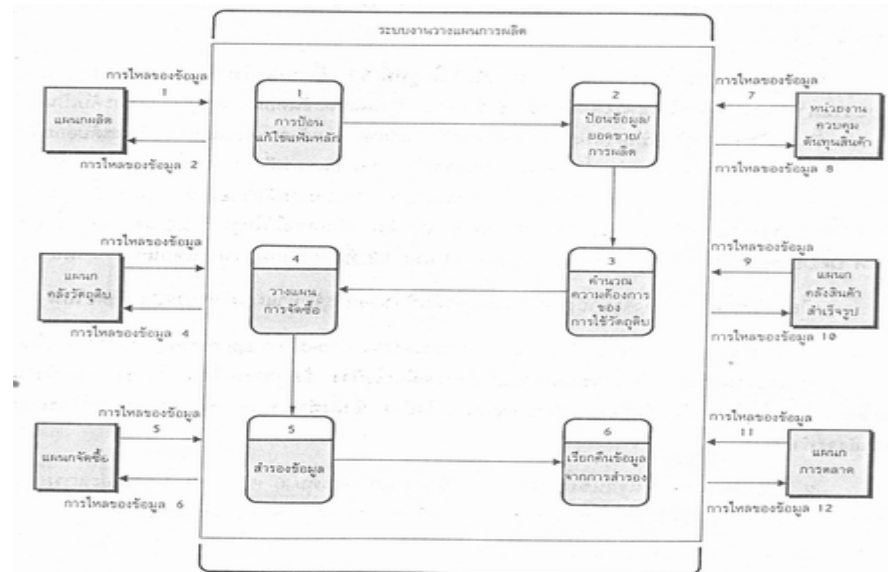 ระบบงานวางแผนการผลิต
การไหลของข้อมูล
1
แผนกผลิต
การไหลของข้อมูล 2
1
การป้อน
แก้ไขแฟ้มหลัก
2
ป้อนข้อมูล/
ยอดขาย/
การผลิต
การไหลของข้อมูล
7
หน่วยงาน
ควบคุม
ต้นทุนสินค้า
การไหลของข้อมูล 8
การไหลของข้อมูล
แผนก
คลังวัตถุดิบ
การไหลของข้อมูล 4
4
วางแผน
การจัดซื้อ
3
คำนวณ
ความต้องการ
ของ
การใช้วัตถุดิบ
การไหลของข้อมูล
9
แผนก
คลังสินค้า
สำเร็จรูป
การไหลของข้อมูล 10
การไหลของข้อมูล
5
แผนกจัดซื้อ
การไหลของข้อมูล 6
5
สำรองข้อมูล
6
เรียกคืนข้อมูล
จากการสำรอง
การไหลของข้อมูล
11
แผนก
การตลาด
การไหลของข้อมูล 12